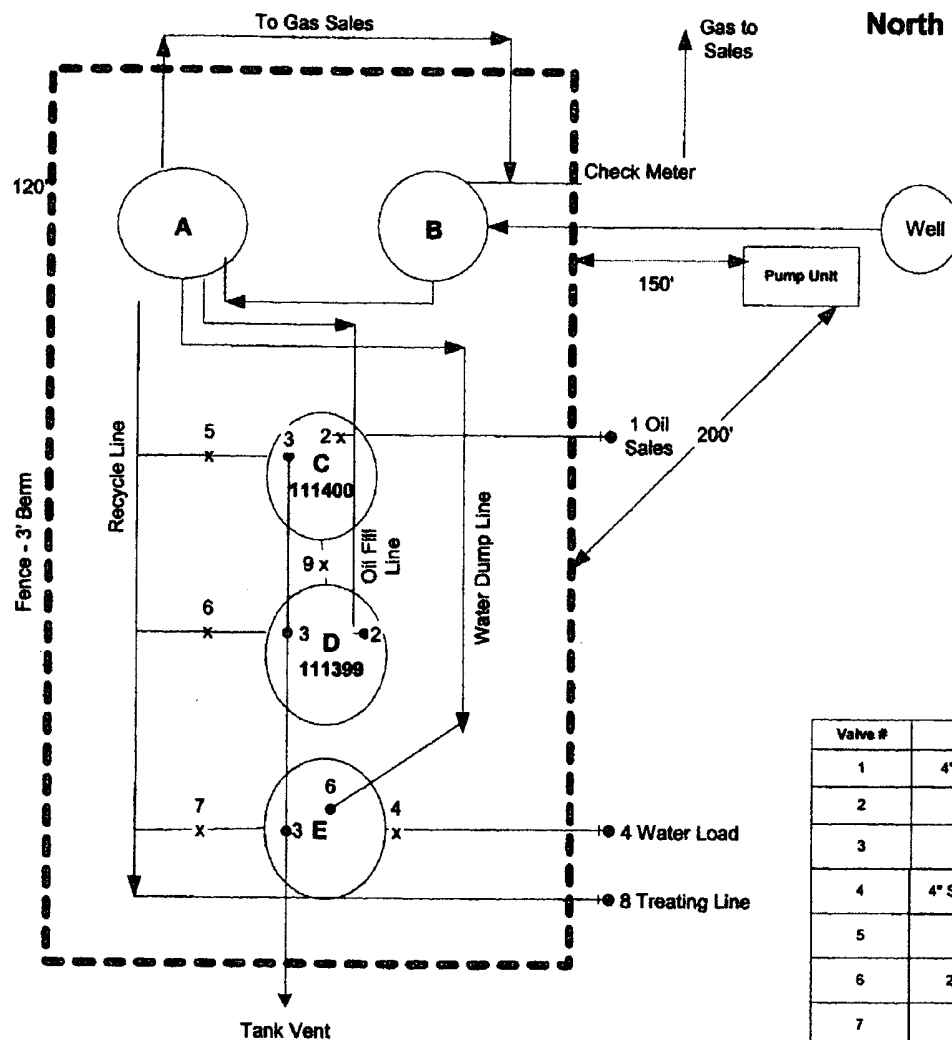 To Gas Sales
Gas to
Sales
North
120'
Check Meter
A
B
Well
150'
Pump Unit
Recycle Line
5
3
2 x
1 Oil
Sales
200'
x
C
111400
Fence - 3' Berm
9 x
Oil Fill
Line
Water Dump Line
6
x
3
D
2
111399
Valve #
1
4"
2
3
4
4" S
5
6
2
7
7
x
6
3
E
4
x
4 Water Load
8 Treating Line
Tank Vent